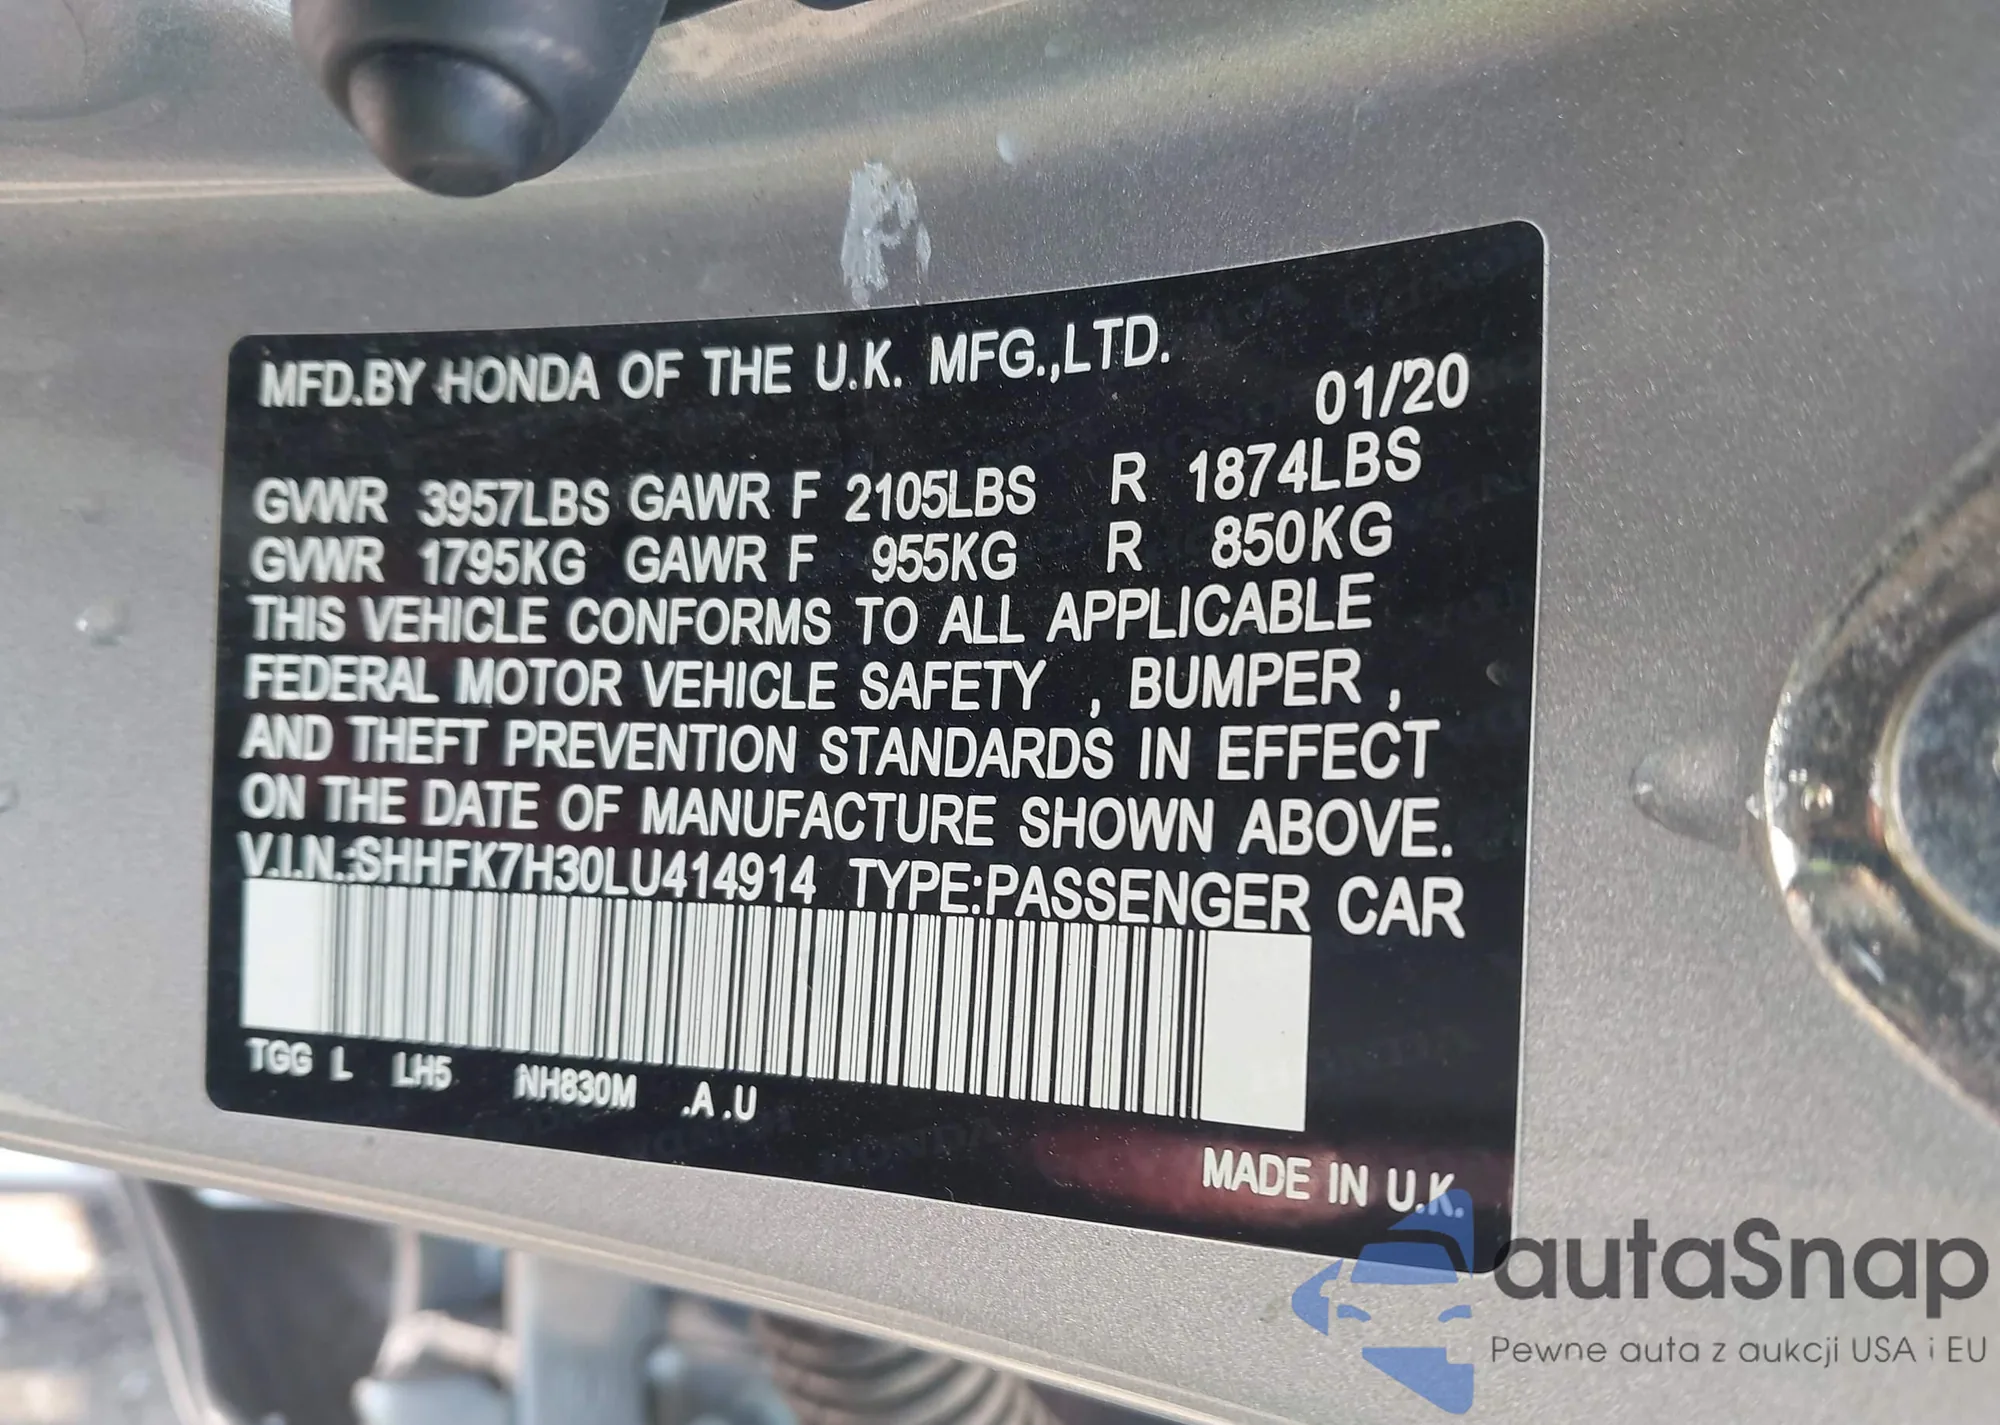 MFD.BY HONDA OF THE U.K. MFG.,LTD.
01/20
GVWR 3957LBS GAWR F 2105LBS R 1874LBS
GVWR 1795KG GAWR F 955KG R 850KG
THIS VEHICLE CONFORMS TO ALL APPLICABLE
FEDERAL MOTOR VEHICLE SAFETY , BUMPER ,
AND THEFT PREVENTION STANDARDS IN EFFECT
ON THE DATE OF MANUFACTURE SHOWN ABOVE.
V.I.N.:SHHFK7H30LU414914 TYPE:PASSENGER CAR
TGG L LH5 NH830M .A .U
MADE IN U.K.
autaSnap
Pewne auta z aukcji USA i EU